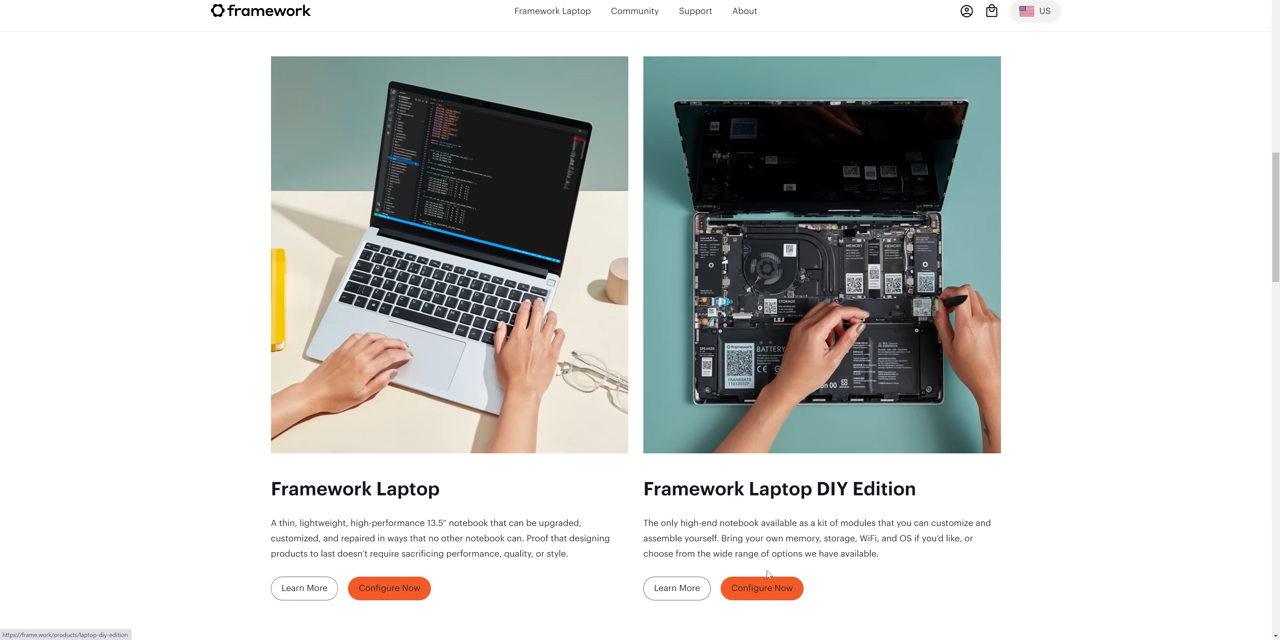 framework
Framework Laptop
Community
Support
About
US
MEMORY
MEMORY
STORAGE
framework
BATTERY
SPEAKER
Framework Laptop
A thin, lightweight, high-performance 13.5” notebook that can be upgraded,
customized, and repaired in ways that no other notebook can. Proof that designing
products to last doesn’t require sacrificing performance, quality, or style.
Learn More
Configure Now
Framework Laptop DIY Edition
The only high-end notebook available as a kit of modules that you can customize and
assemble yourself. Bring your own memory, storage, WiFi, and OS if you’d like, or
choose from the wide range of options we have available.
Learn More
Configure Now
https://frame.work/products/laptop-diy-edition